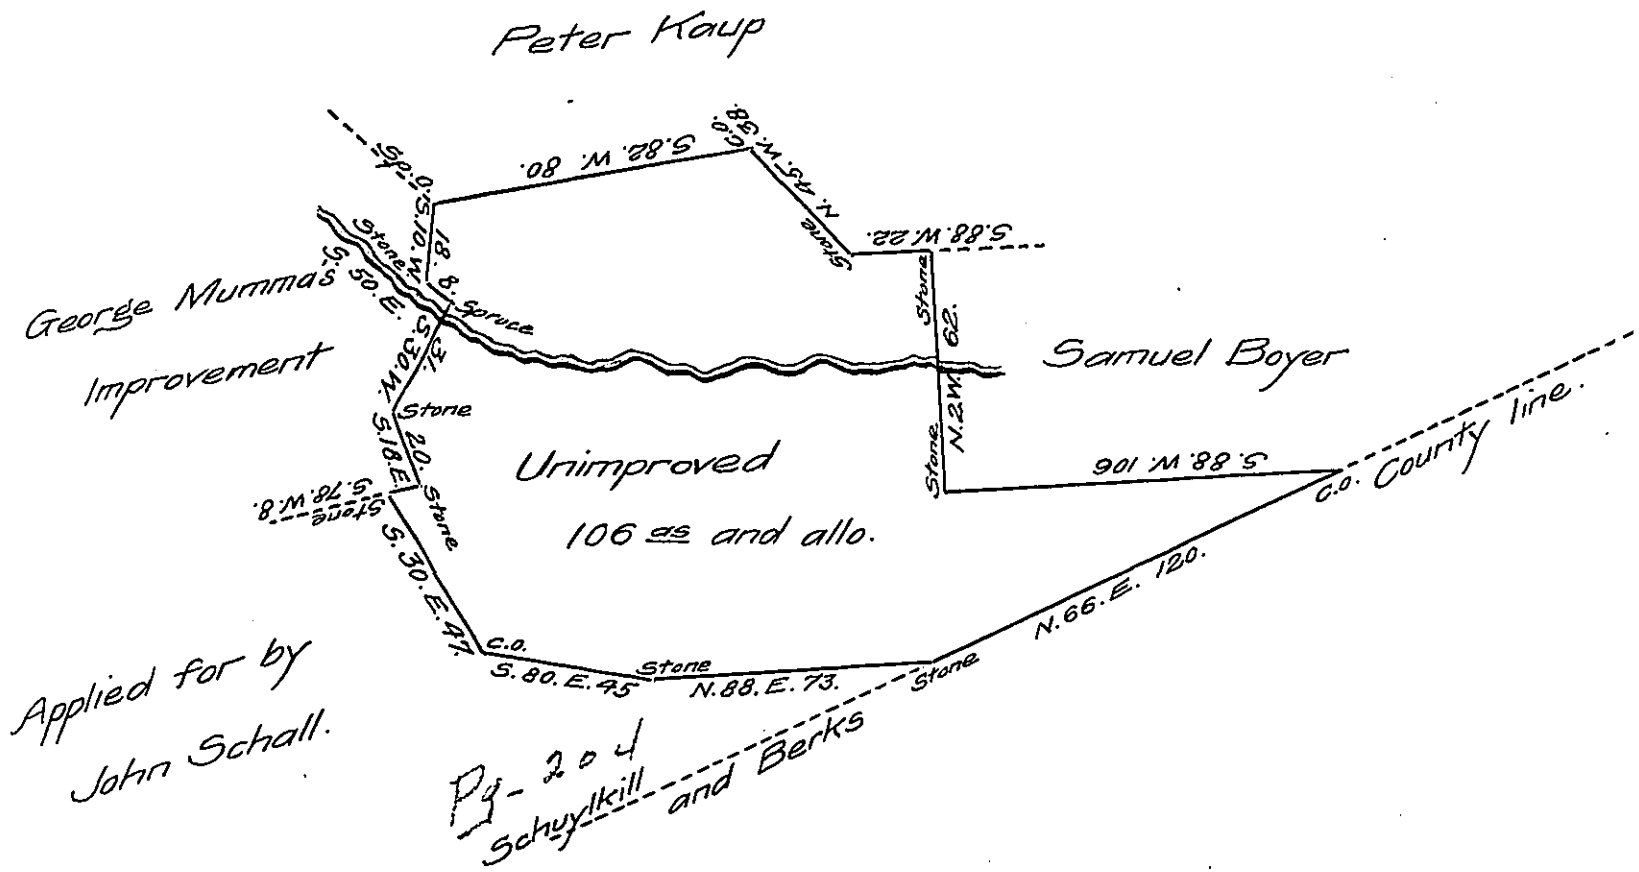 Peter Kaup
Sp.O.
S.82. W. 80.
C.O.
N. 45. W. 38.
Stone
S.88. W. 22.
S.10. W. 18.
Stone
S. 50. E. 8.
Spruce
George Mummas
Improvement
S. 30. W. 31.
Stone
S. 18. E. 20.
Stone
S. 78. W. 8.
Stone
Stone
N. 2. W. 62.
Stone
Samuel Boyer
S. 88. W. 106
C.O.
County line.
Unimproved
106 as and allo.
S. 30. E. 47.
C.O.
S. 80. E. 45
Stone
N. 88. E. 73.
Stone
N. 66. E. 120.
Applied for by
John Schall.
Pg-204
Schuylkill
and Berks